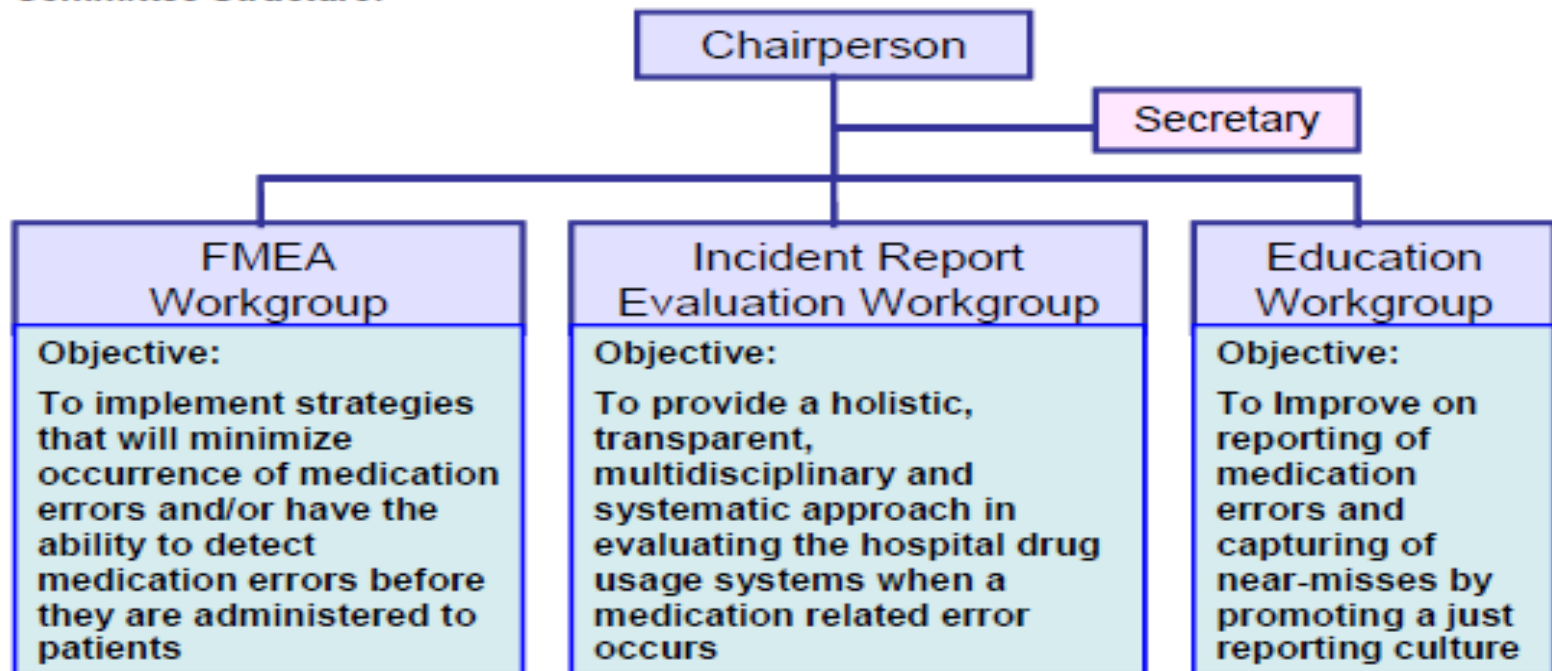 Chairperson
Secretary
FMEA
Workgroup
Objective:
To implement strategies
that will minimize
occurrence of medication
errors and/or have the
ability to detect
medication errors before
they are administered to
patients
Incident Report
Evaluation Workgroup
Objective:
To provide a holistic,
transparent,
multidisciplinary and
systematic approach in
evaluating the hospital drug
usage systems when a
medication related error
occurs
Education
Workgroup
Objective:
To Improve on
reporting of
medication
errors and
capturing of
near-misses by
promoting a just
reporting culture